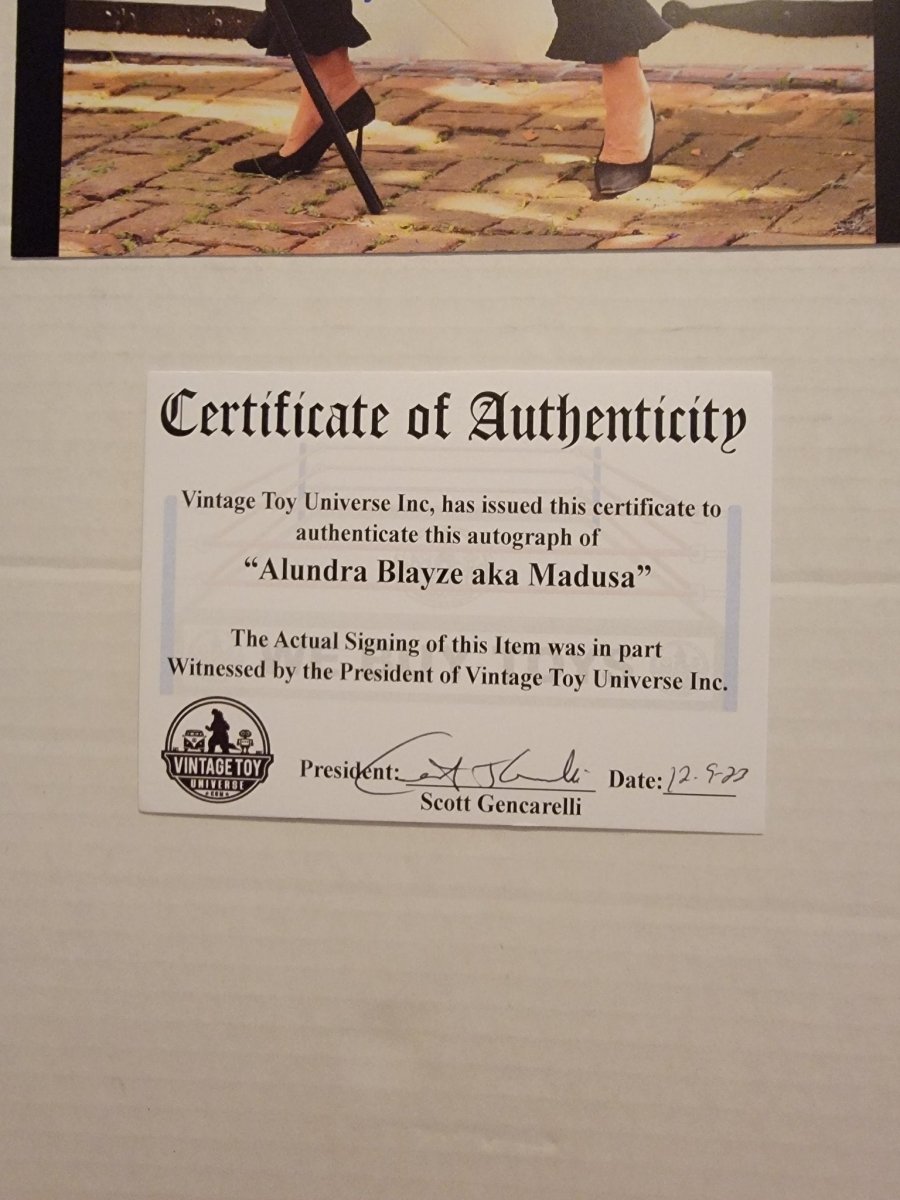 Certificate of Authenticity
Vintage Toy Universe Inc, has issued this certificate to
authenticate this autograph of
“Alundra Blayze aka Madusa”
The Actual Signing of this Item was in part
Witnessed by the President of Vintage Toy Universe Inc.
VINTAGE TOY
UNIVERSE
.COM
President:
Date:
Scott Gencarelli